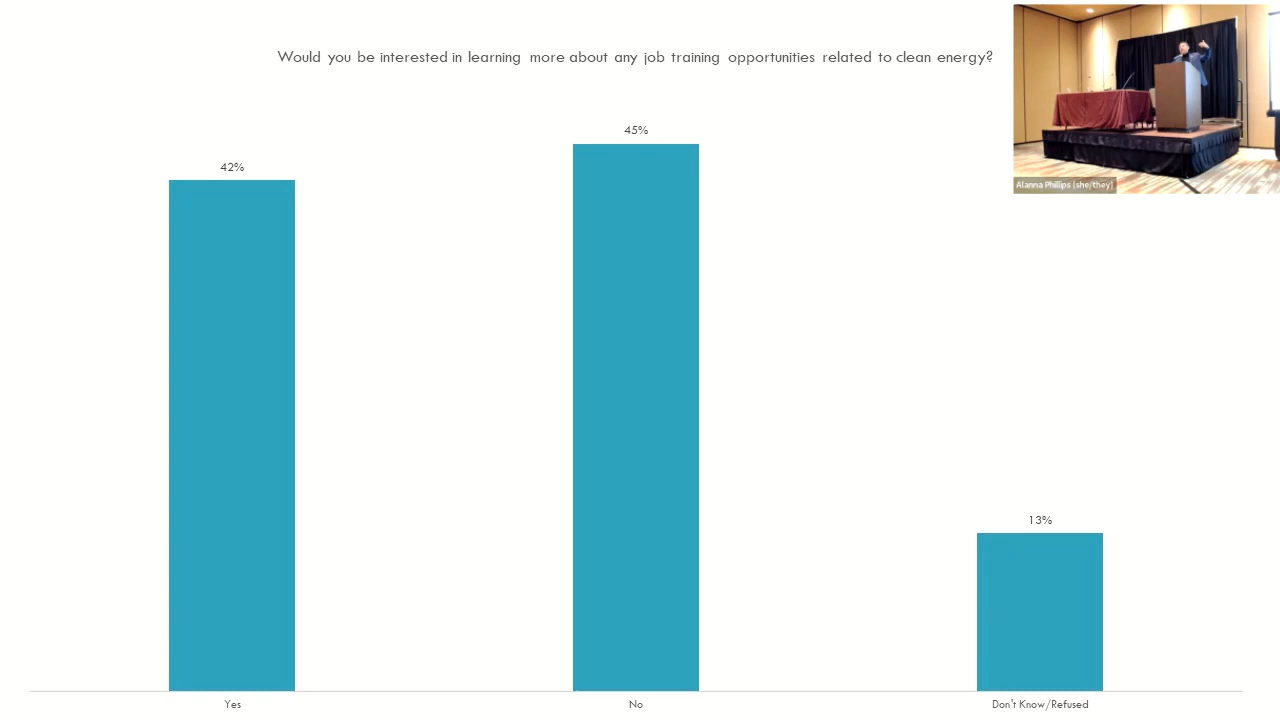 Would you be interested in learning more about any job training opportunities related to clean energy?
Alanna Phillips (she/they)
42%
45%
13%
Yes
No
Don't Know/Refused